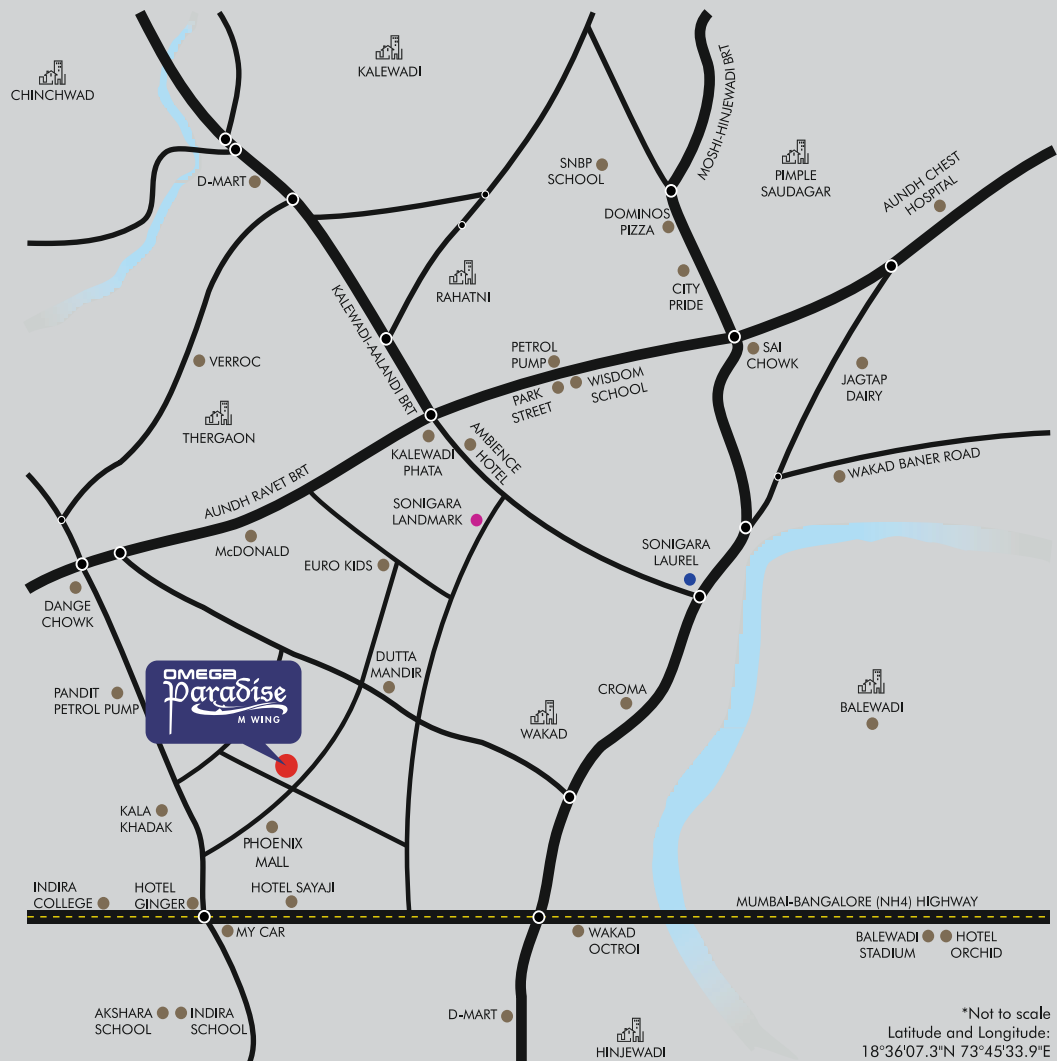 KALEWADI
CHINCHWAD
MOSHI-HINJEWADI BRT
D-MART
SNBP
SCHOOL
PIMPLE
SAUDAGAR
AUNDH CHEST
HOSPITAL
DOMINOS
PIZZA
RAHATNI
CITY
PRIDE
KALEWADI-AALANDI BRT
VERROC
PETROL
PUMP
SAI
CHOWK
WISDOM
SCHOOL
PARK
STREET
JAGTAP
DAIRY
THERGAON
KALEWADI
PHATA
AMBIENCE
HOTEL
AUNDH RAVET BRT
WAKAD BANER ROAD
SONIGARA
LANDMARK
McDONALD
SONIGARA
LAUREL
EURO KIDS
DANGE
CHOWK
DUTTA
MANDIR
OMEGA
Paradise
M WING
PANDIT
PETROL PUMP
CROMA
WAKAD
BALEWADI
KALA
KHADAK
PHOENIX
MALL
INDIRA
COLLEGE
HOTEL
GINGER
HOTEL SAYAJI
MUMBAI-BANGALORE (NH4) HIGHWAY
MY CAR
WAKAD
OCTROI
BALEWADI
STADIUM
HOTEL
ORCHID
AKSHARA
SCHOOL
INDIRA
SCHOOL
D-MART
HINJEWADI
*Not to scale
Latitude and Longitude:
18°36'07.3"N 73°45'33.9"E